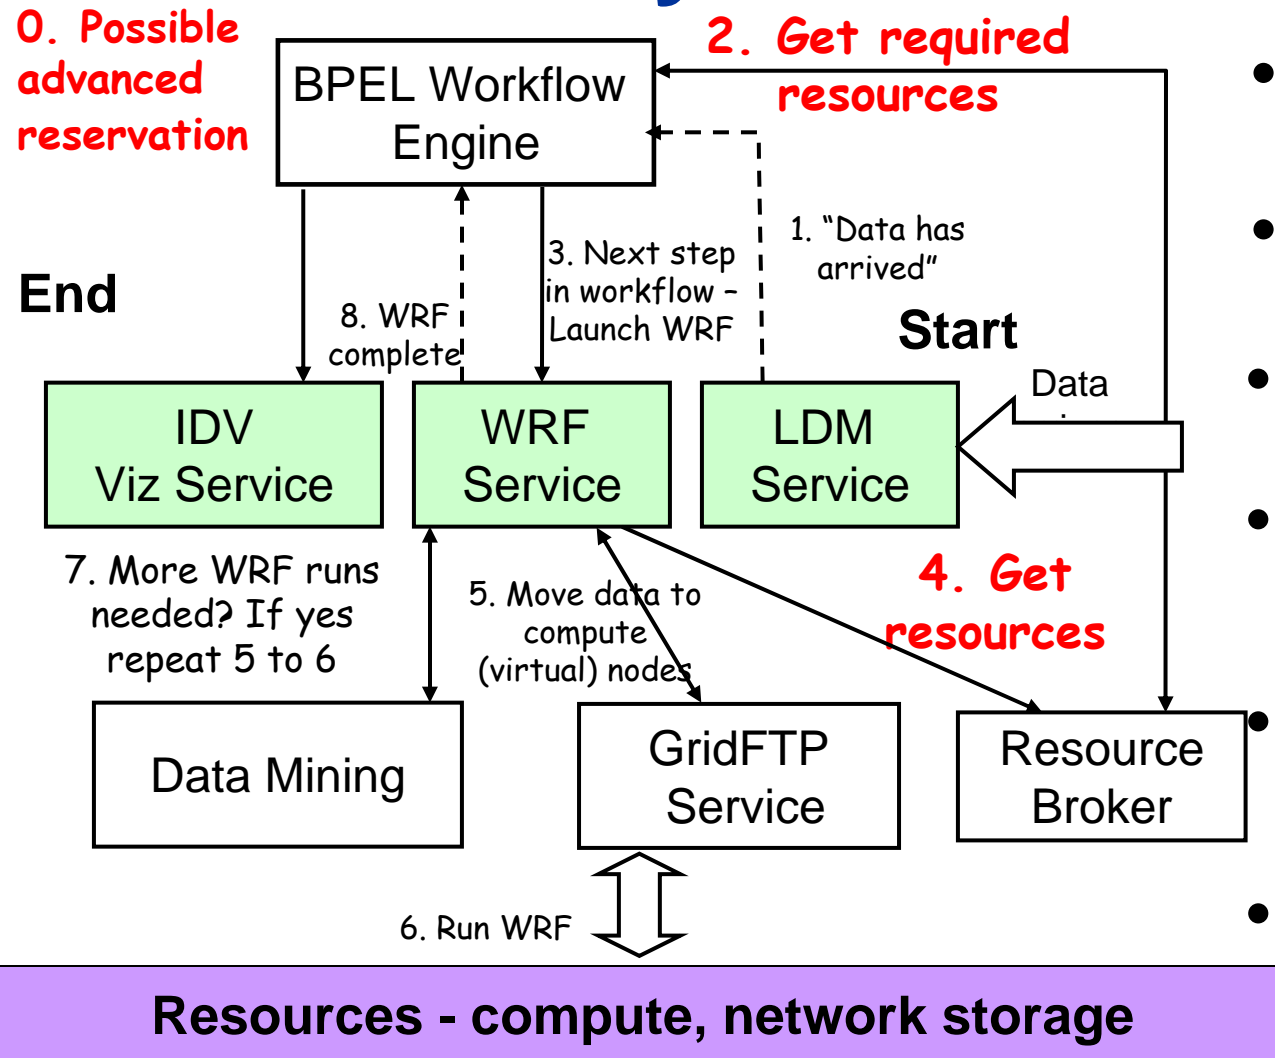 0. Possible
advanced
reservation
2. Get required
resources
BPEL Workflow
Engine
1. “Data has
arrived”
3. Next step
in workflow –
Launch WRF
End
8. WRF
complete
Start
Data
IDV
Viz Service
WRF
Service
LDM
Service
7. More WRF runs
needed? If yes
repeat 5 to 6
5. Move data to
compute
(virtual) nodes
4. Get
resources
Data Mining
GridFTP
Service
Resource
Broker
6. Run WRF
Resources - compute, network storage